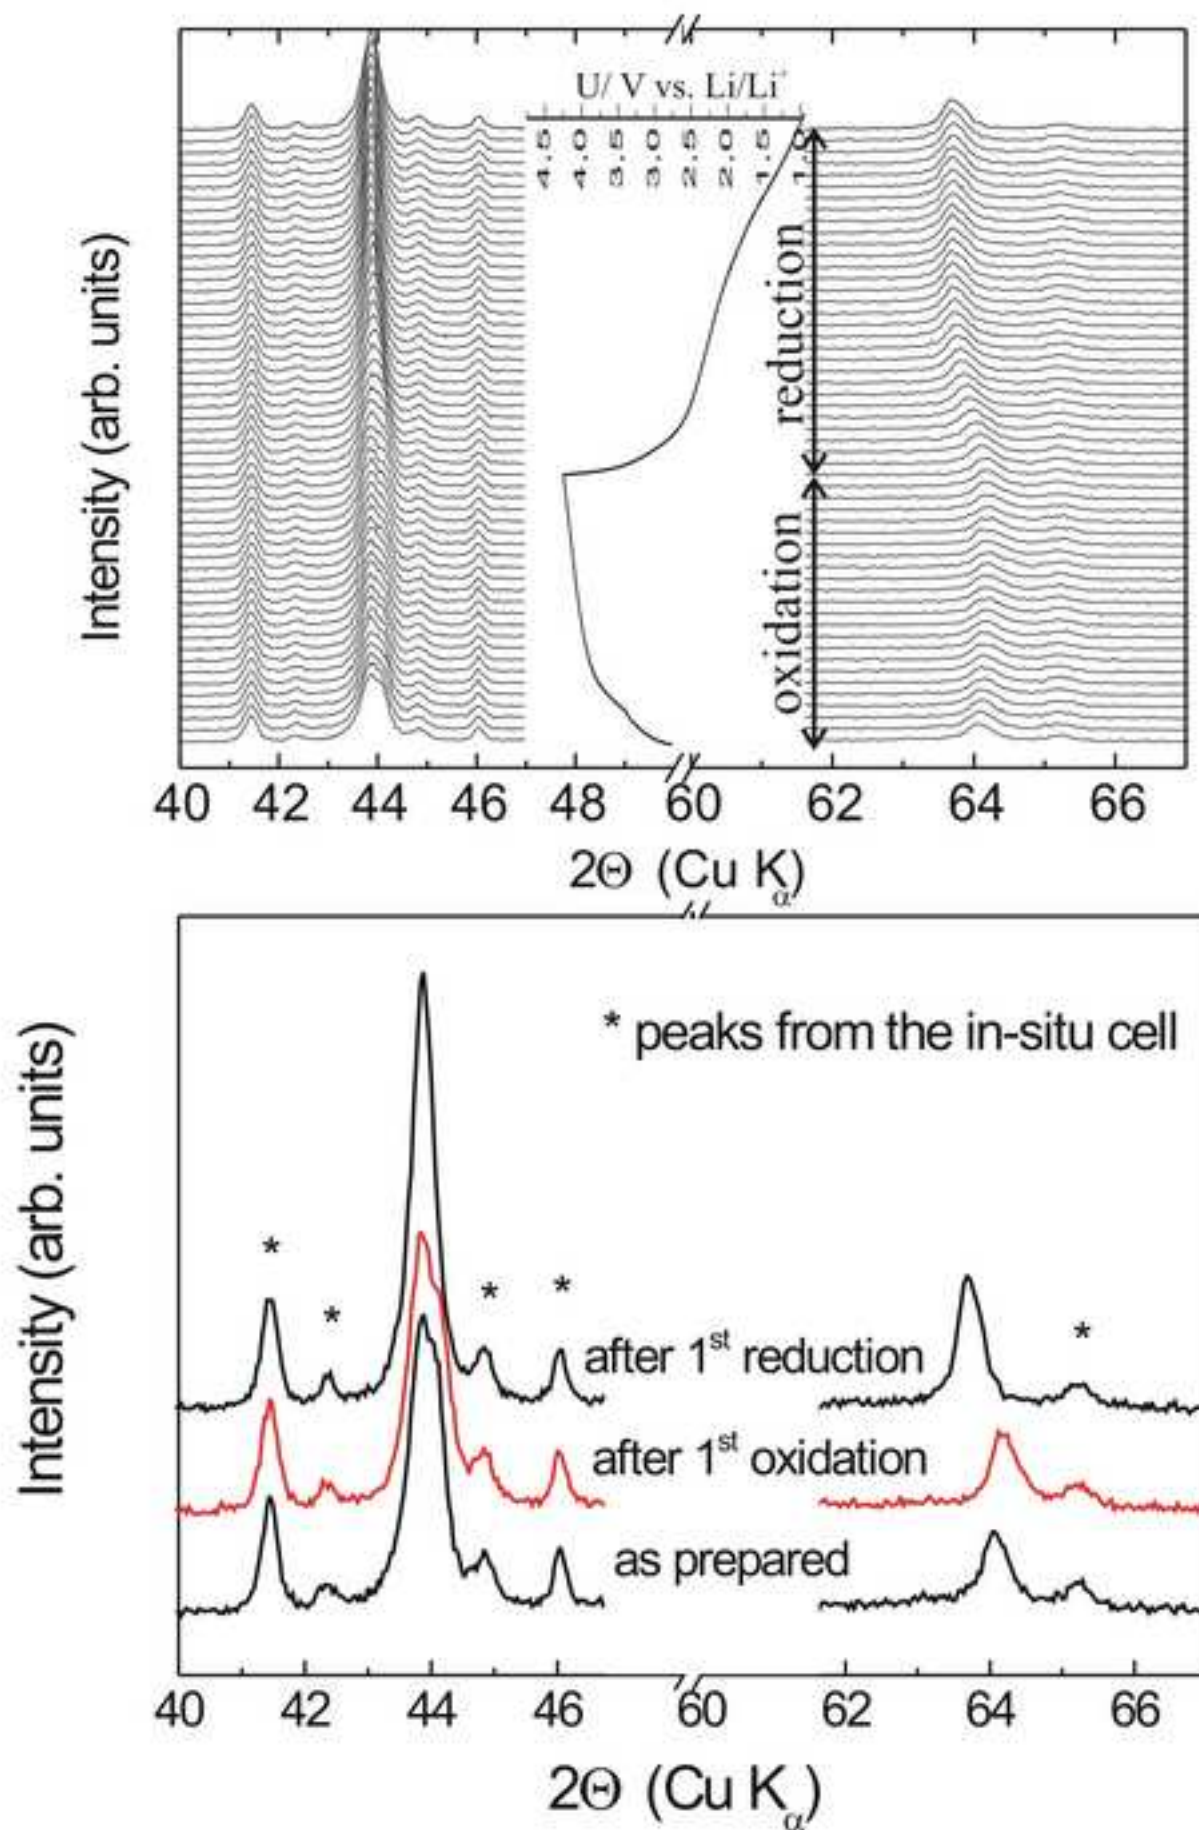 U/ V vs. Li/Li+
4.5 4.0 3.5 3.0 2.5 2.0 1.5 1.0
Intensity (arb. units)
reduction
oxidation
40 42 44 46 48 60 62 64 66
2Θ (Cu Kα)
* peaks from the in-situ cell
Intensity (arb. units)
* * * * *
after 1st reduction
after 1st oxidation
as prepared
40 42 44 46 60 62 64 66
2Θ (Cu Kα)